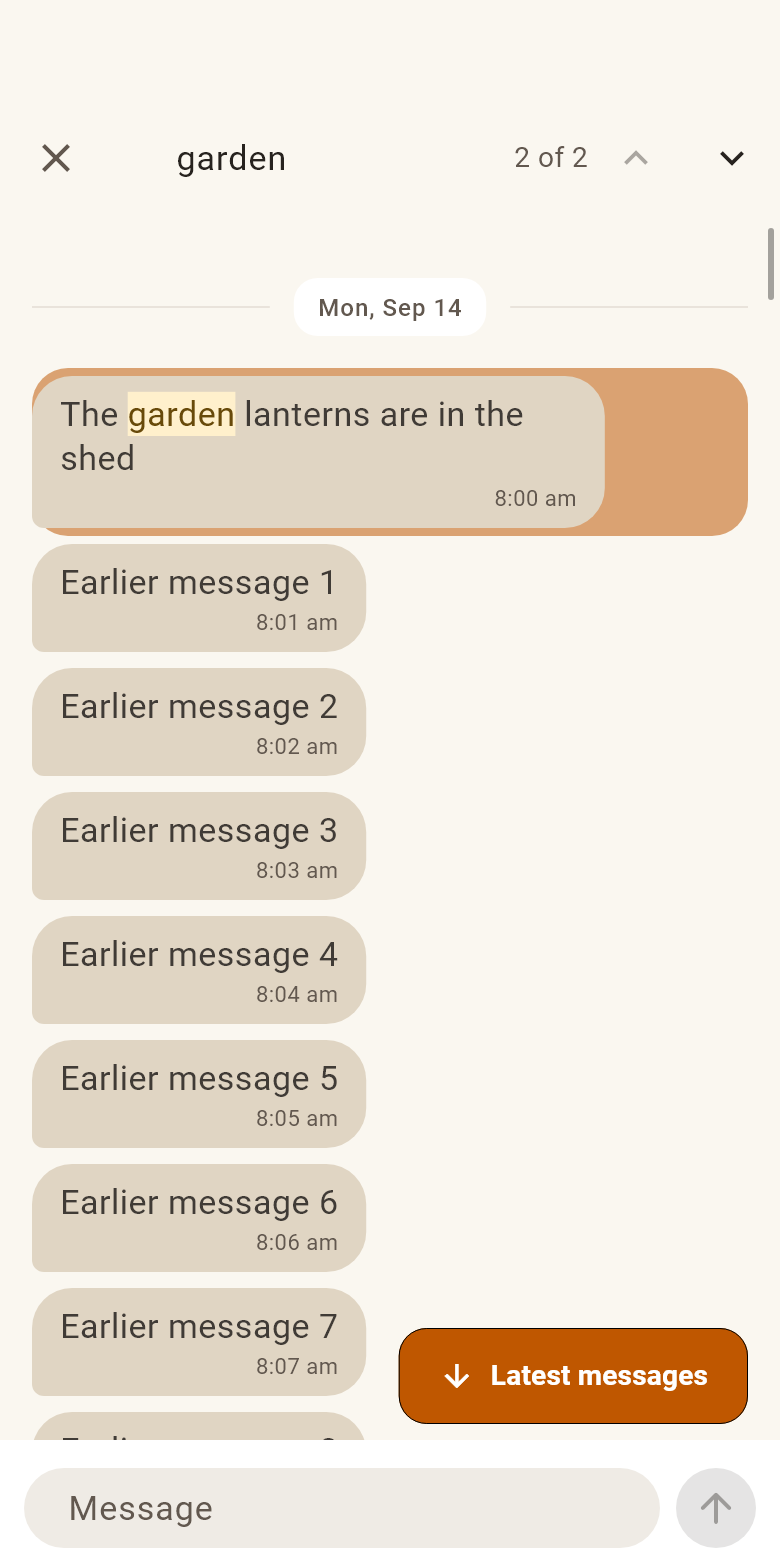 garden
2 of 2
Mon, Sep 14
The garden lanterns are in the
shed
8:00 am
Earlier message 1
8:01 am
Earlier message 2
8:02 am
Earlier message 3
8:03 am
Earlier message 4
8:04 am
Earlier message 5
8:05 am
Earlier message 6
8:06 am
Earlier message 7
8:07 am
Latest messages
Message